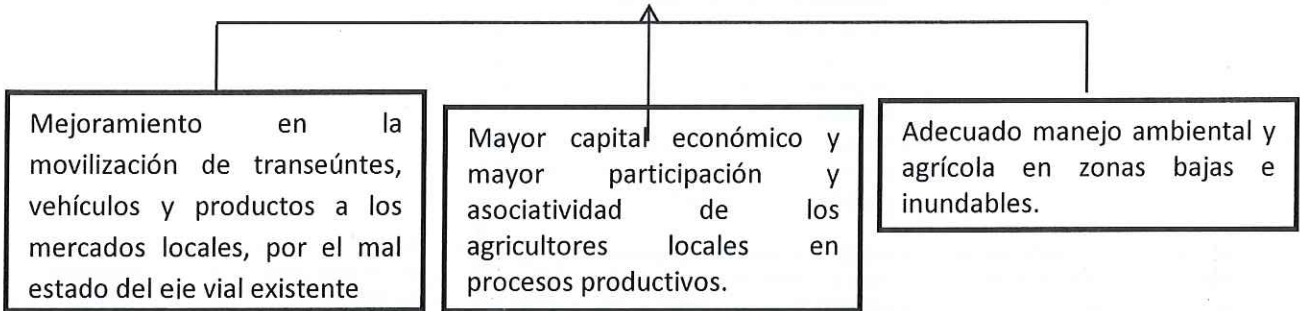 Mejoramiento en la
movilización de transeúntes,
vehículos y productos a los
mercados locales, por el mal
estado del eje vial existente
Mayor capital económico y
mayor participación y
asociatividad de los
agricultores locales en
procesos productivos.
Adecuado manejo ambiental y
agrícola en zonas bajas e
inundables.